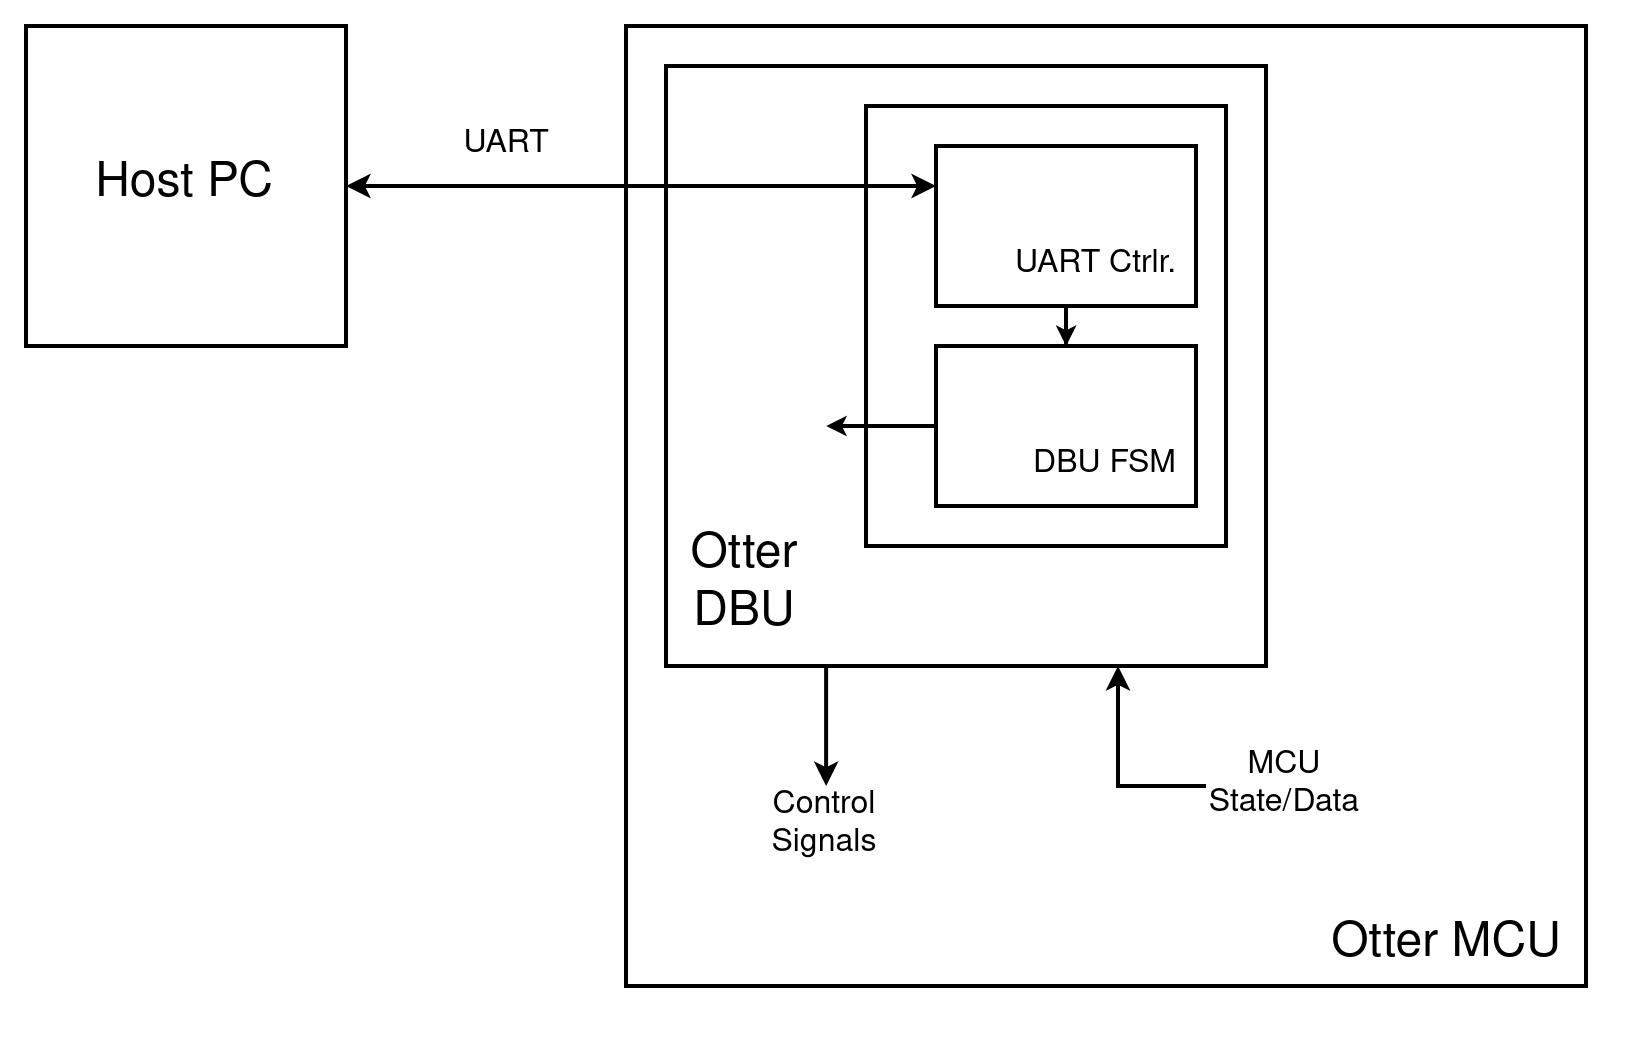 Host PC
UART
UART Ctrlr.
DBU FSM
Otter
DBU
Control
Signals
MCU
State/Data
Otter MCU